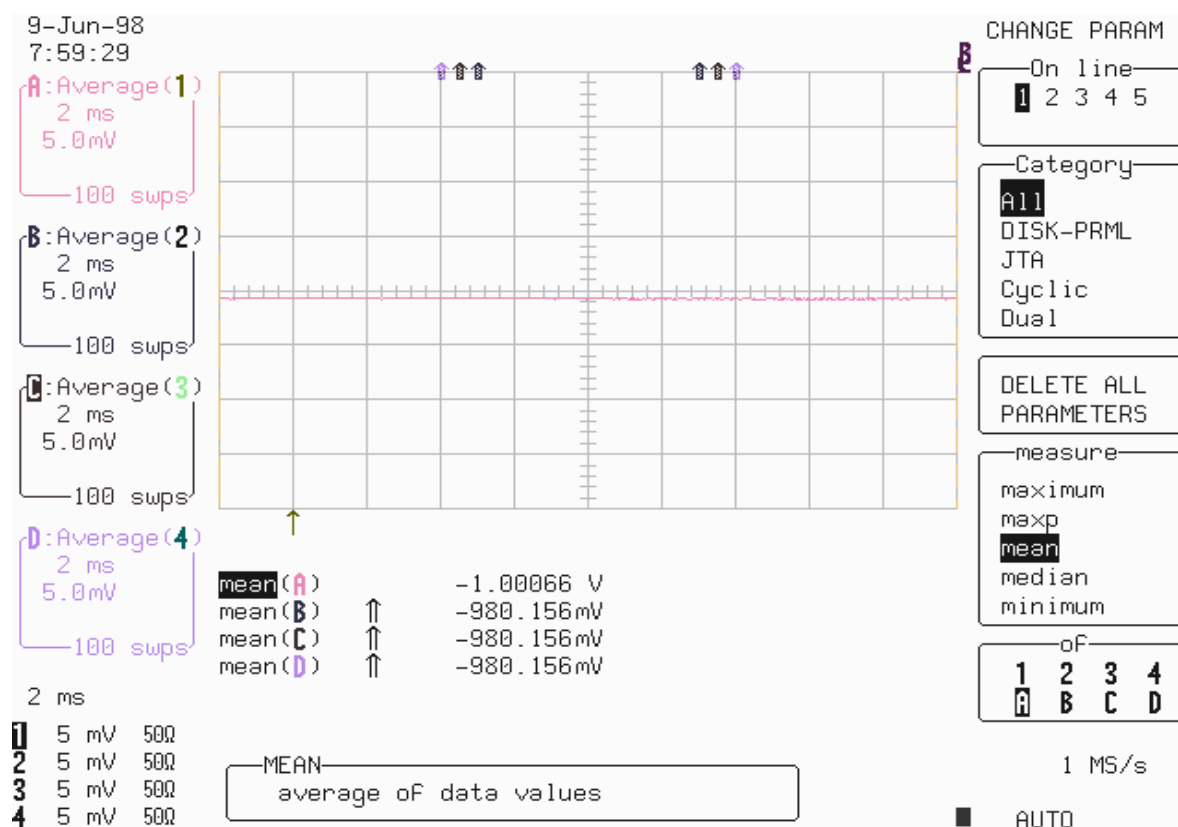 9-Jun-98
7:59:29
A:Average(1)
2 ms
5.0mV
100 swps
B:Average(2)
2 ms
5.0mV
100 swps
C:Average(3)
2 ms
5.0mV
100 swps
D:Average(4)
2 ms
5.0mV
100 swps
2 ms
1 5 mV 50Ω
2 5 mV 50Ω
3 5 mV 50Ω
4 5 mV 50Ω
mean(A) -1.00066 V
mean(B) ⇑ -980.156mV
mean(C) ⇑ -980.156mV
mean(D) ⇑ -980.156mV
MEAN
average of data values
CHANGE PARAM
On line
1 2 3 4 5
Category
All
DISK-PRML
JTA
Cyclic
Dual
DELETE ALL
PARAMETERS
measure
maximum
maxp
mean
median
minimum
of
1 2 3 4
A B C D
1 MS/s
AUTO